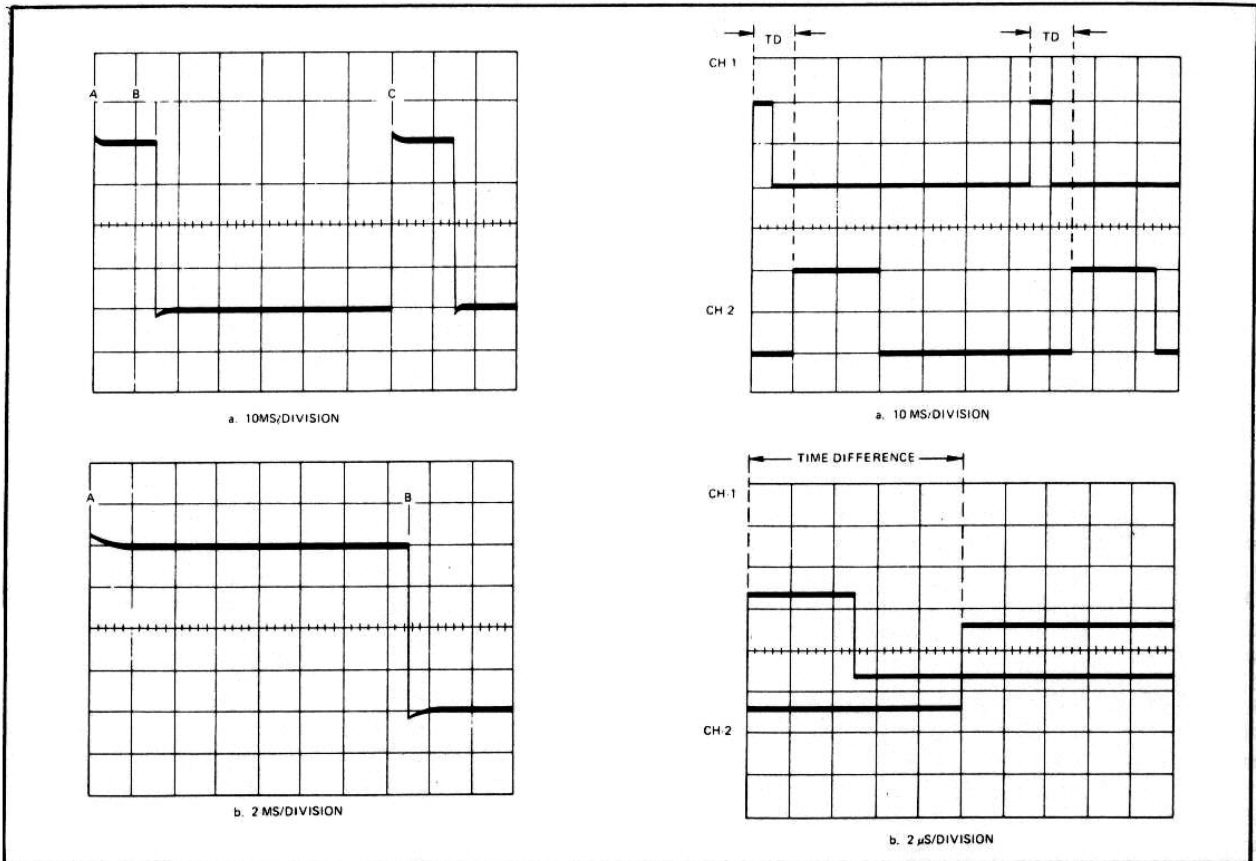 A B C
a. 10MS/DIVISION
A B
b. 2 MS/DIVISION
TD TD
CH 1
CH 2
a. 10 MS/DIVISION
TIME DIFFERENCE
CH-1
CH-2
b. 2 µS/DIVISION